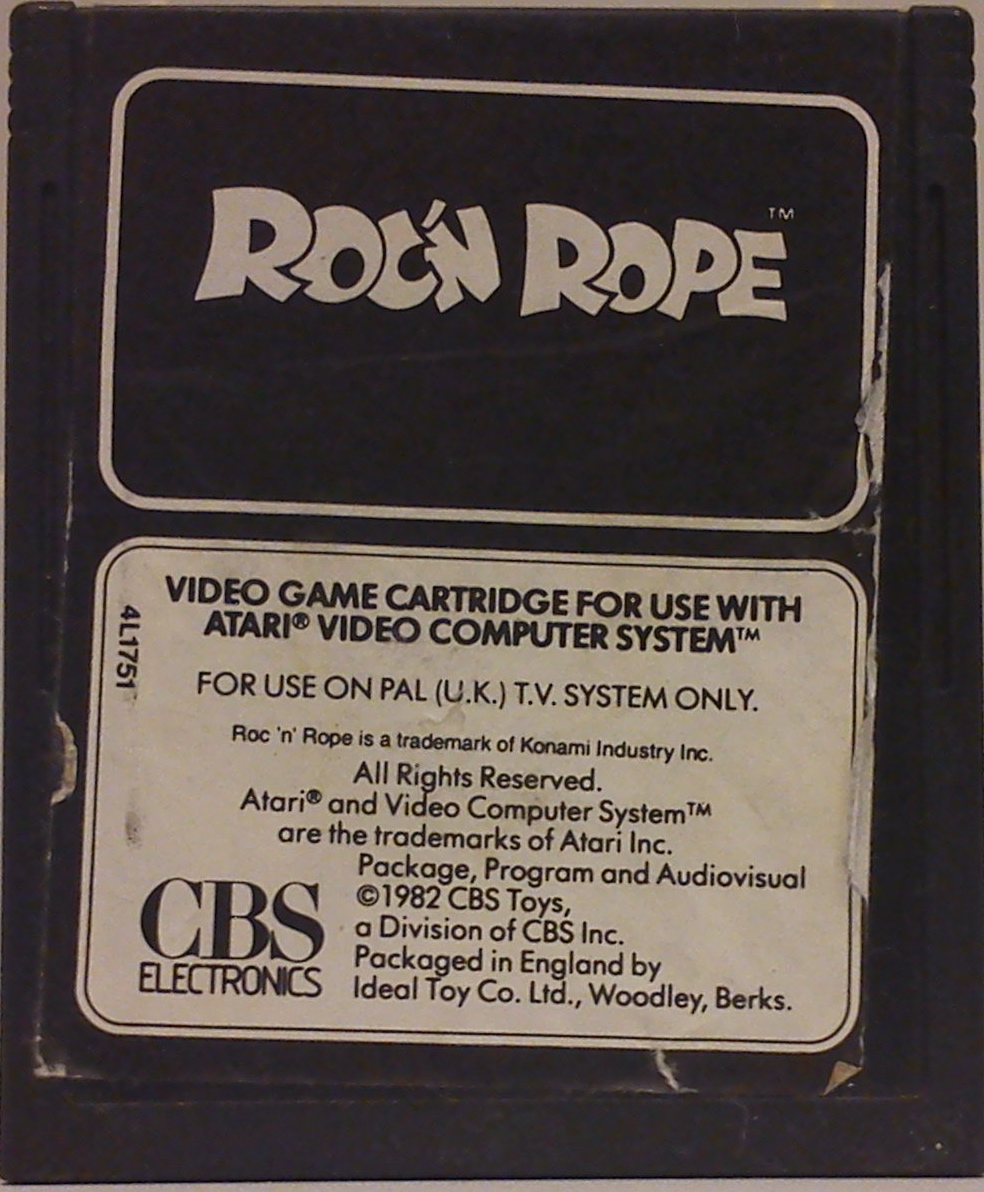 ROC'N ROPE™
VIDEO GAME CARTRIDGE FOR USE WITH
ATARI® VIDEO COMPUTER SYSTEM™
4L1751
FOR USE ON PAL (U.K.) T.V. SYSTEM ONLY.
Roc 'n' Rope is a trademark of Konami Industry Inc.
All Rights Reserved.
Atari® and Video Computer System™
are the trademarks of Atari Inc.
Package, Program and Audiovisual
©1982 CBS Toys,
a Division of CBS Inc.
Packaged in England by
Ideal Toy Co. Ltd., Woodley, Berks.
CBS
ELECTRONICS